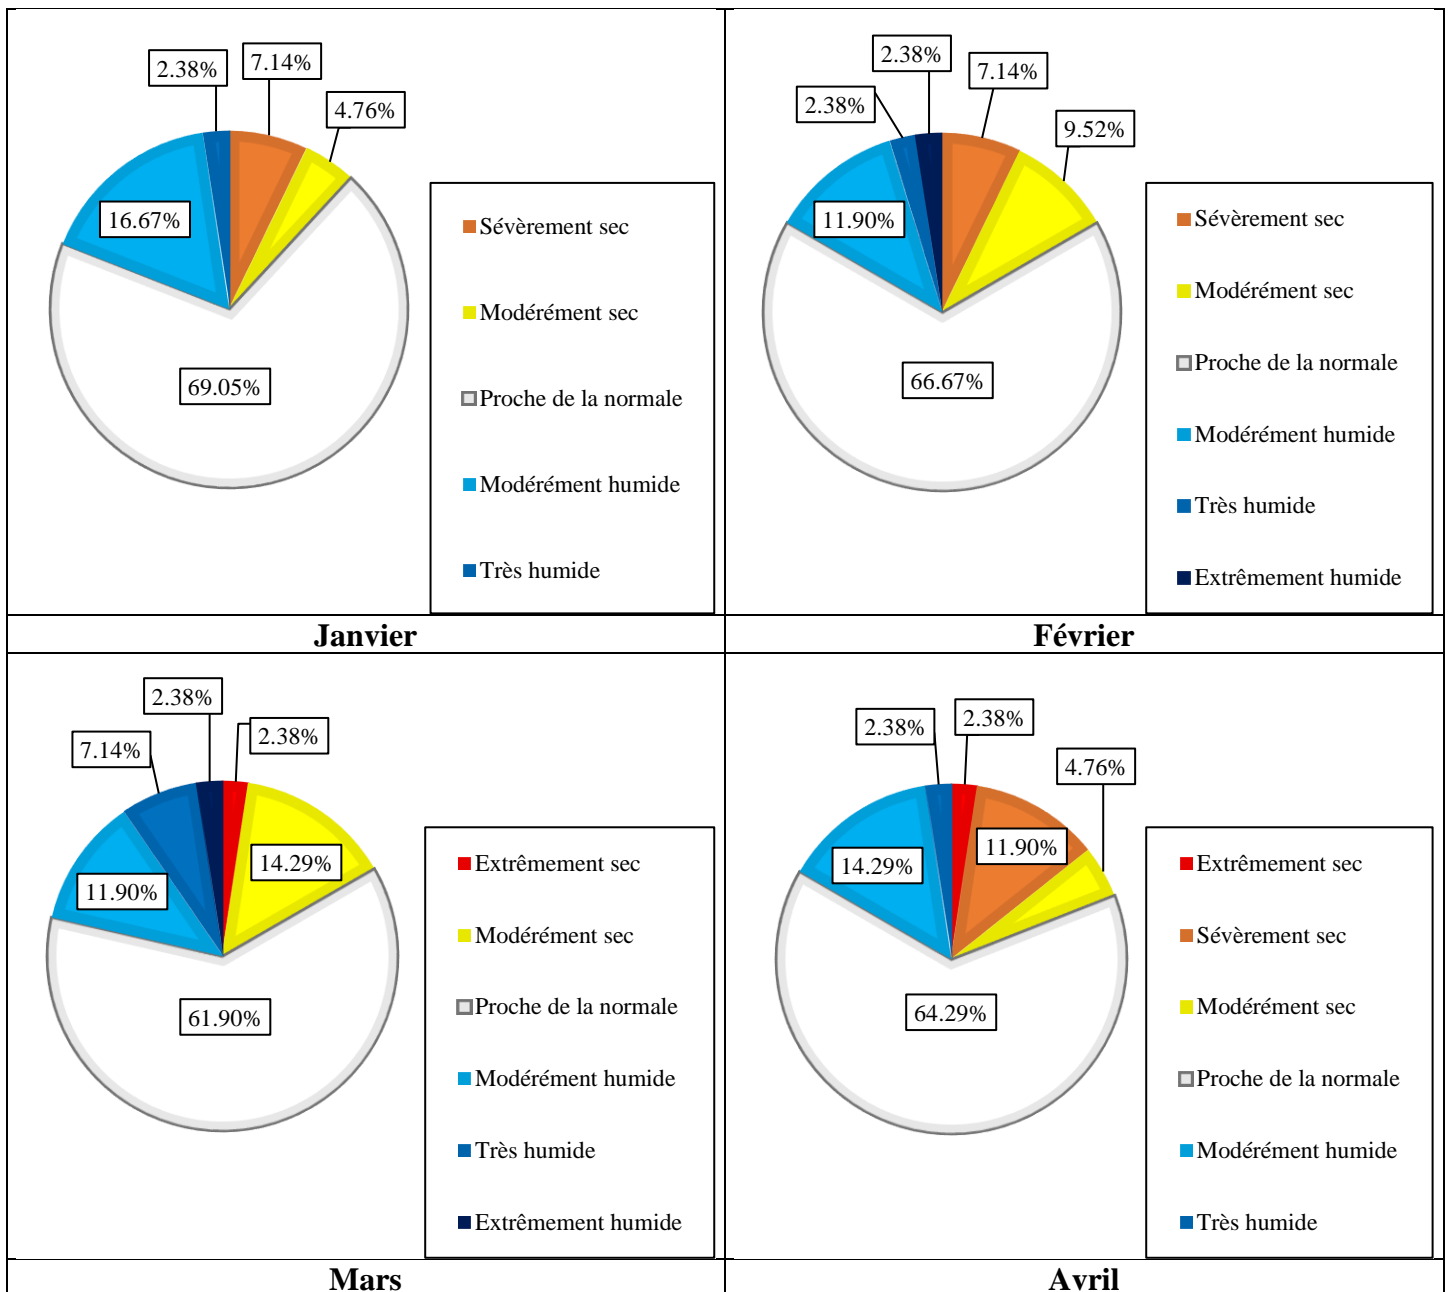 2.38%
7.14%
4.76%
16.67%
69.05%
Sévèrement sec
Modérément sec
Proche de la normale
Modérément humide
Très humide
Janvier
2.38%
7.14%
2.38%
9.52%
11.90%
66.67%
Sévèrement sec
Modérément sec
Proche de la normale
Modérément humide
Très humide
Extrêmement humide
Février
2.38%
2.38%
7.14%
14.29%
11.90%
61.90%
Extrêmement sec
Modérément sec
Proche de la normale
Modérément humide
Très humide
Extrêmement humide
Mars
2.38%
2.38%
4.76%
11.90%
14.29%
64.29%
Extrêmement sec
Sévèrement sec
Modérément sec
Proche de la normale
Modérément humide
Très humide
Avril